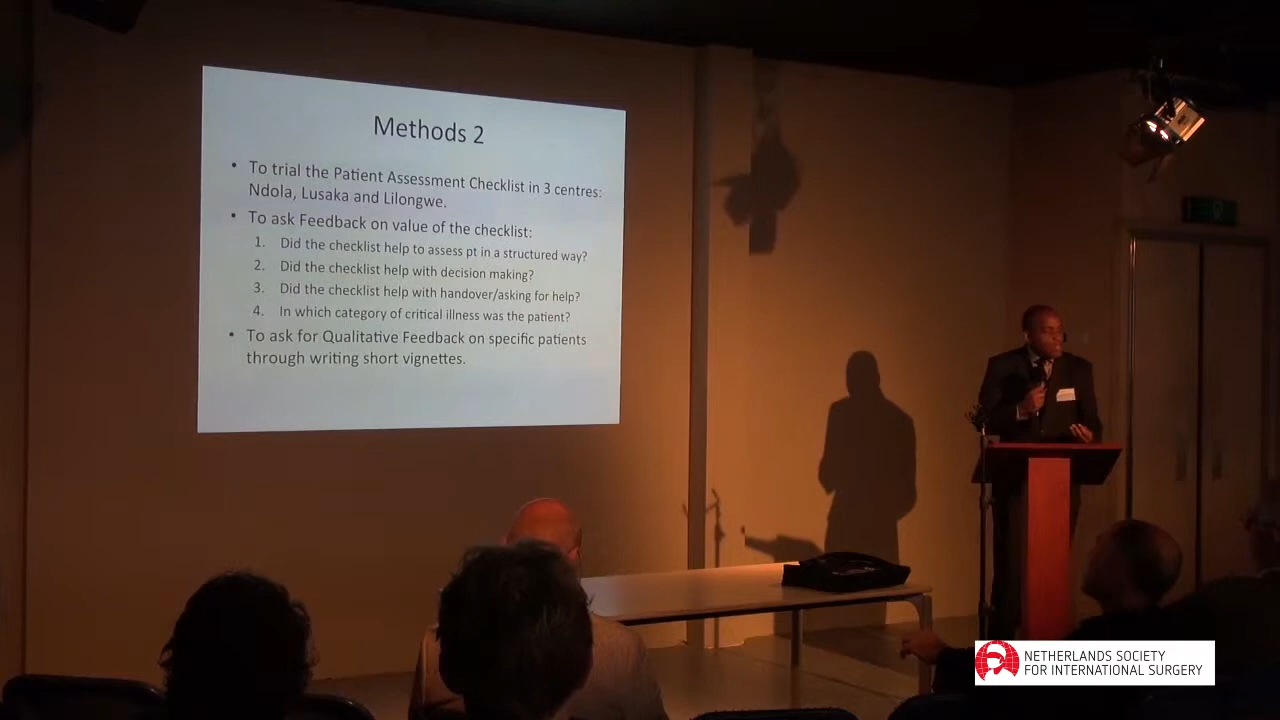 Methods 2
• To trial the Patient Assessment Checklist in 3 centres:
Ndola, Lusaka and Lilongwe.
• To ask Feedback on value of the checklist:
1. Did the checklist help to assess pt in a structured way?
2. Did the checklist help with decision making?
3. Did the checklist help with handover/asking for help?
4. In which category of critical illness was the patient?
• To ask for Qualitative Feedback on specific patients
through writing short vignettes.
NETHERLANDS SOCIETY
FOR INTERNATIONAL SURGERY